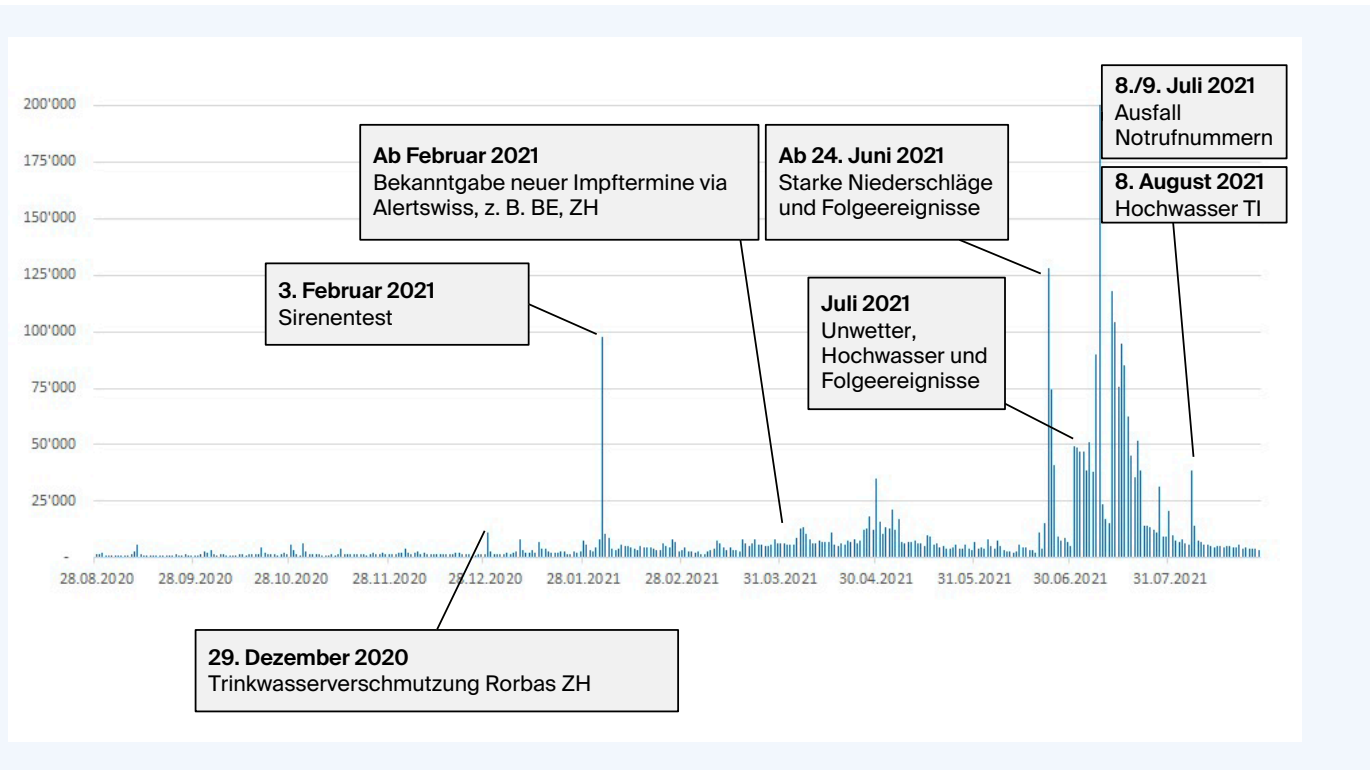 200'000
175'000
150'000
125'000
100'000
75'000
50'000
25'000
-
28.08.2020
28.09.2020
28.10.2020
28.11.2020
28.12.2020
28.01.2021
28.02.2021
31.03.2021
30.04.2021
31.05.2021
30.06.2021
31.07.2021
8./9. Juli 2021
Ausfall
Notrufnummern
Ab Februar 2021
Bekanntgabe neuer Impftermine via
Alertswiss, z. B. BE, ZH
Ab 24. Juni 2021
Starke Niederschläge
und Folgeereignisse
8. August 2021
Hochwasser TI
3. Februar 2021
Sirenentest
Juli 2021
Unwetter,
Hochwasser und
Folgeereignisse
29. Dezember 2020
Trinkwasserverschmutzung Rorbas ZH